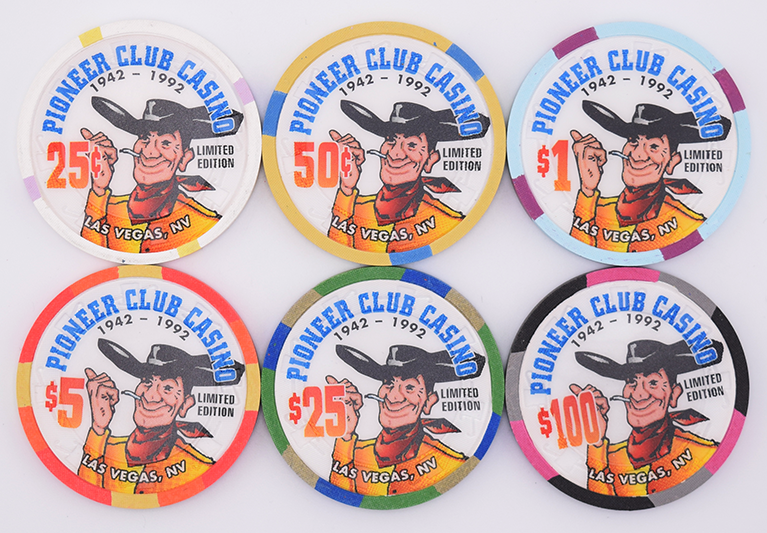 PIONEER CLUB CASINO
1942 - 1992
25¢
LIMITED
EDITION
LAS VEGAS, NV
PIONEER CLUB CASINO
1942 - 1992
50¢
LIMITED
EDITION
LAS VEGAS, NV
PIONEER CLUB CASINO
1942 - 1992
$1
LIMITED
EDITION
LAS VEGAS, NV
PIONEER CLUB CASINO
1942 - 1992
$5
LIMITED
EDITION
LAS VEGAS, NV
PIONEER CLUB CASINO
1942 - 1992
$25
LIMITED
EDITION
LAS VEGAS, NV
PIONEER CLUB CASINO
1942 - 1992
$100
LIMITED
EDITION
LAS VEGAS, NV